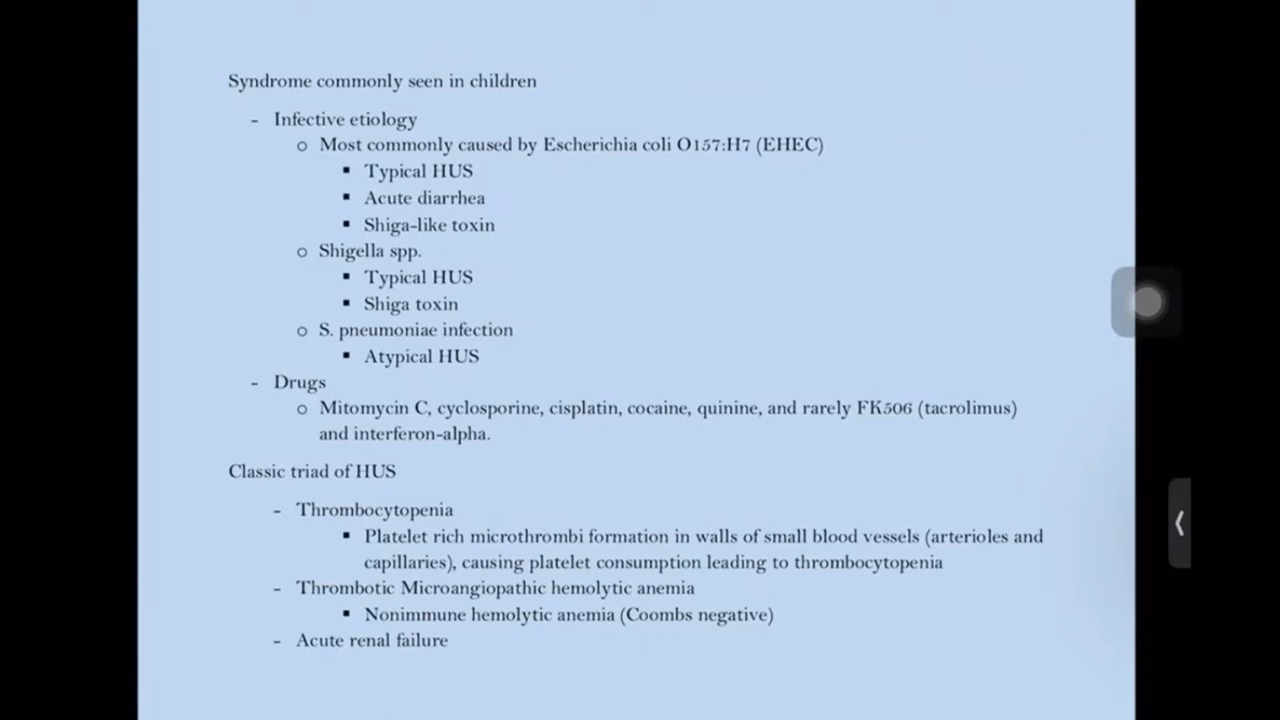 Syndrome commonly seen in children
- Infective etiology
o Most commonly caused by Escherichia coli O157:H7 (EHEC)
▪ Typical HUS
▪ Acute diarrhea
▪ Shiga-like toxin
o Shigella spp.
▪ Typical HUS
▪ Shiga toxin
o S. pneumoniae infection
▪ Atypical HUS
- Drugs
o Mitomycin C, cyclosporine, cisplatin, cocaine, quinine, and rarely FK506 (tacrolimus)
and interferon-alpha.
Classic triad of HUS
- Thrombocytopenia
▪ Platelet rich microthrombi formation in walls of small blood vessels (arterioles and
capillaries), causing platelet consumption leading to thrombocytopenia
- Thrombotic Microangiopathic hemolytic anemia
▪ Nonimmune hemolytic anemia (Coombs negative)
- Acute renal failure